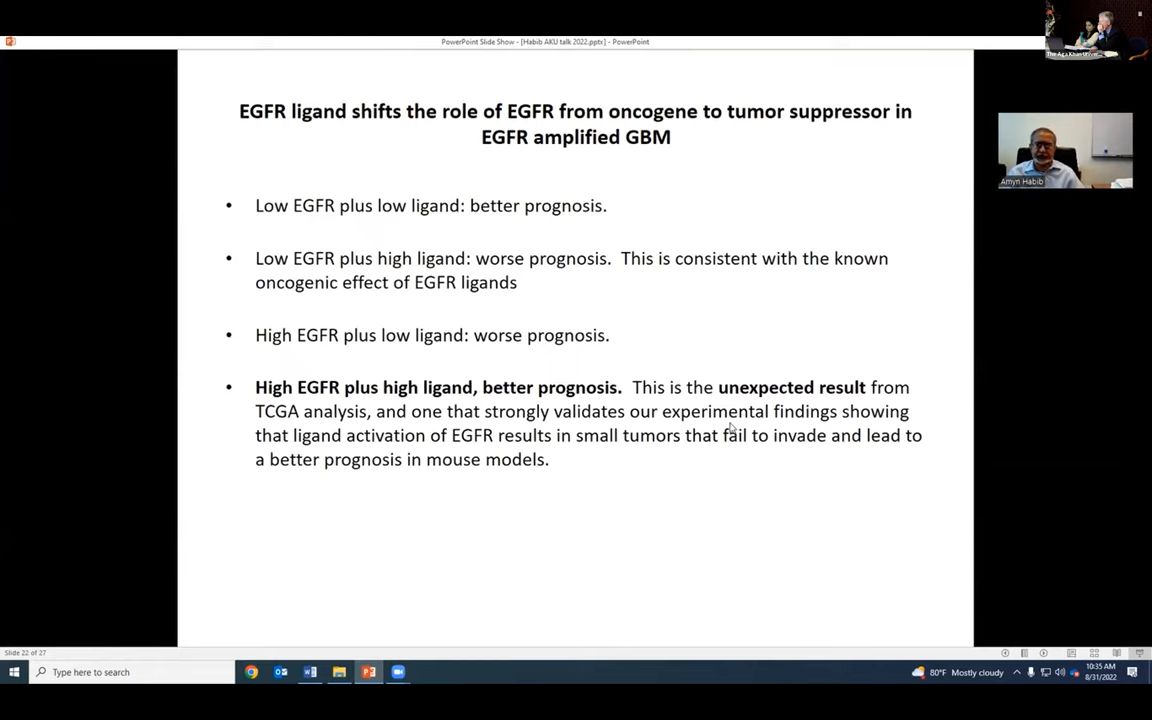 PowerPoint Slide Show - [Habib AKU talk 2022.pptx] - PowerPoint
The Aga Khan Univer
EGFR ligand shifts the role of EGFR from oncogene to tumor suppressor in
EGFR amplified GBM
Amyn Habib
• Low EGFR plus low ligand: better prognosis.
• Low EGFR plus high ligand: worse prognosis. This is consistent with the known
oncogenic effect of EGFR ligands
• High EGFR plus low ligand: worse prognosis.
• High EGFR plus high ligand, better prognosis. This is the unexpected result from
TCGA analysis, and one that strongly validates our experimental findings showing
that ligand activation of EGFR results in small tumors that fail to invade and lead to
a better prognosis in mouse models.
Slide 22 of 27
Type here to search
80°F Mostly cloudy
10:35 AM
8/31/2022